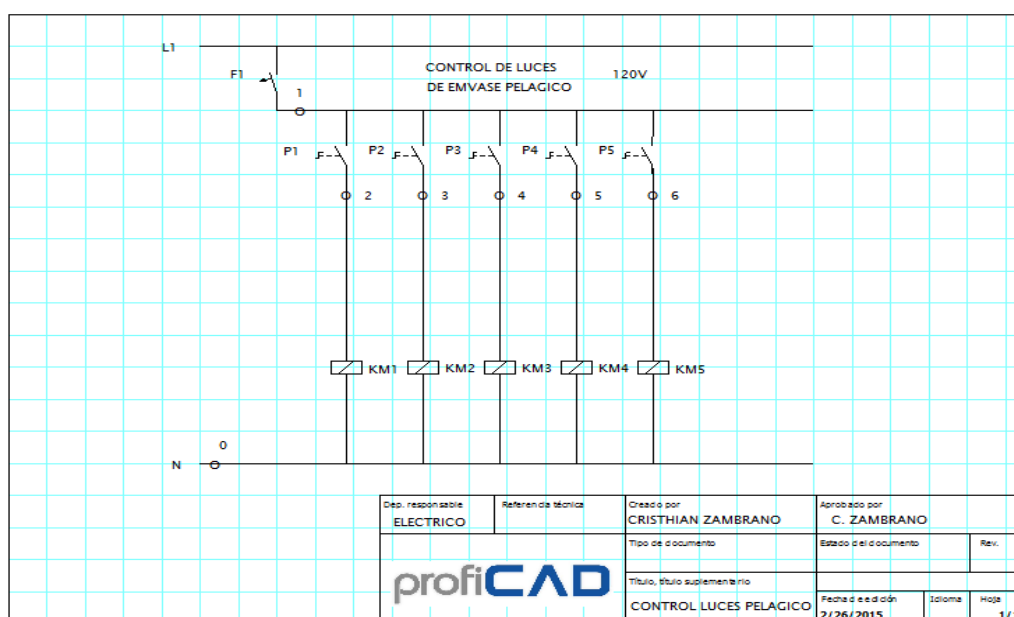 L1
CONTROL DE LUCES 120V
DE EMVASE PELAGICO
F1
1
P1 P2 P3 P4 P5
2 3 4 5 6
KM1 KM2 KM3 KM4 KM5
0
N
Dep. responsable Referencia técnica Creado por Aprobado por
ELECTRICO CRISTHIAN ZAMBRANO C. ZAMBRANO
Tipo de documento Estado del documento Rev.
profiCAD
Título, título suplementario
CONTROL LUCES PELAGICO
Fecha de edición Idioma Hoja
2/26/2015 1/